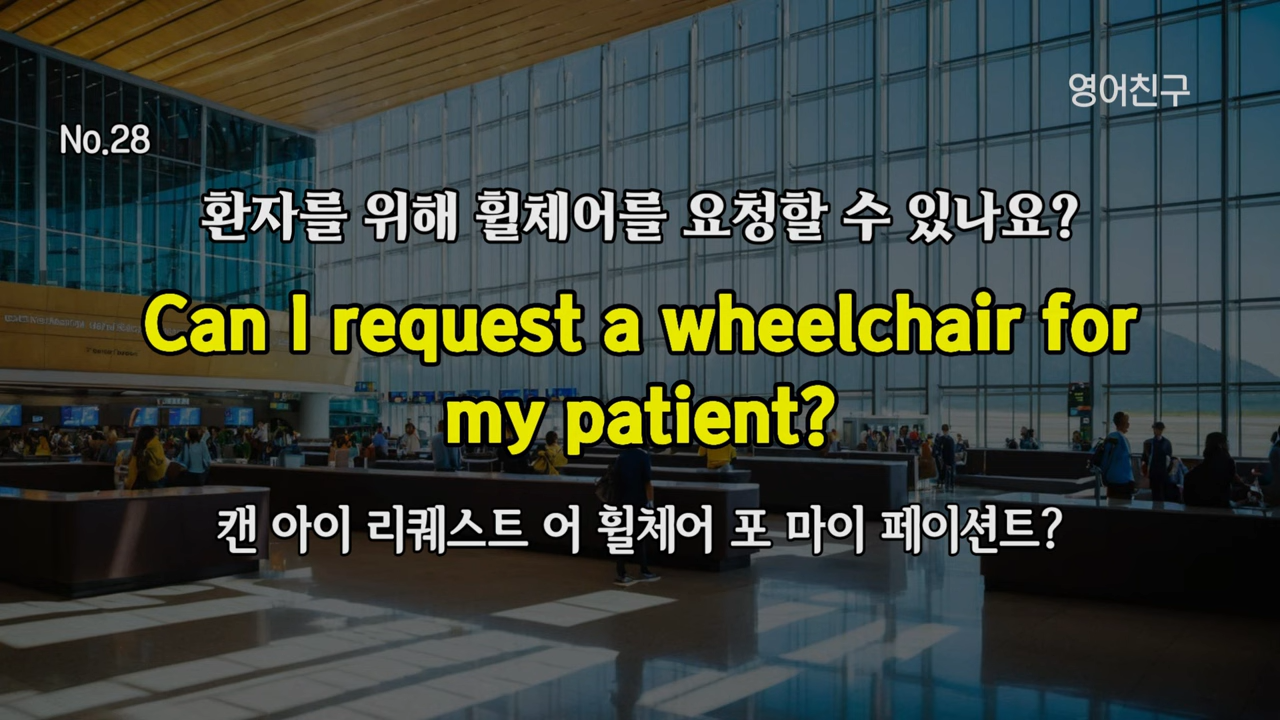 영어친구
No.28
환자를 위해 휠체어를 요청할 수 있나요?
Can I request a wheelchair for
my patient?
캔 아이 리퀘스트 어 휠체어 포 마이 페이션트?